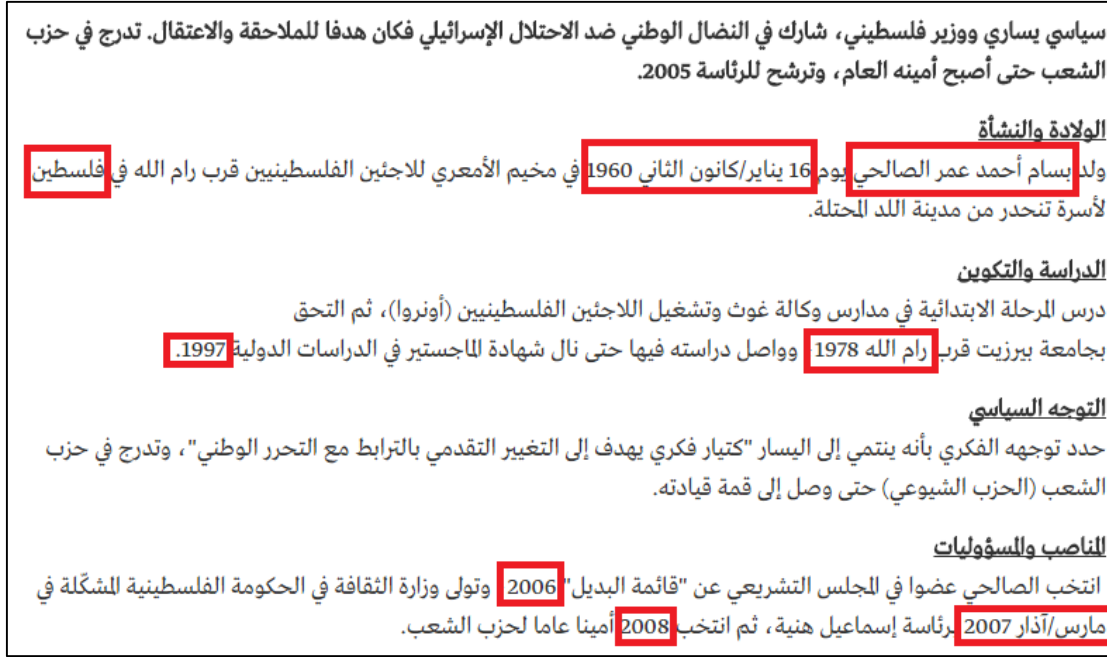 سياسي يساري ووزير فلسطيني، شارك في النضال الوطني ضد الاحتلال الإسرائيلي فكان هدفا للملاحقة والاعتقال. تدرج في حزب
الشعب حتى أصبح أمينه العام، وترشح للرئاسة 2005.
الولادة والنشأة
ولد بسام أحمد عمر الصالحي يوم 16 يناير/كانون الثاني 1960 في مخيم الأمعري للاجئين الفلسطينيين قرب رام الله في فلسطين
لأسرة تنحدر من مدينة اللد المحتلة.
الدراسة والتكوين
درس المرحلة الابتدائية في مدارس وكالة غوث وتشغيل اللاجئين الفلسطينيين (أونروا)، ثم التحق
بجامعة بيرزيت قرب رام الله 1978 وواصل دراسته فيها حتى نال شهادة الماجستير في الدراسات الدولية 1997.
التوجه السياسي
حدد توجهه الفكري بأنه ينتمي إلى اليسار "كتيار فكري يهدف إلى التغيير التقدمي بالترابط مع التحرر الوطني"، وتدرج في حزب
الشعب (الحزب الشيوعي) حتى وصل إلى قمة قيادته.
المناصب والمسؤوليات
انتخب الصالحي عضوا في المجلس التشريعي عن "قائمة البديل" 2006 وتولى وزارة الثقافة في الحكومة الفلسطينية المشكّلة في
مارس/آذار 2007 برئاسة إسماعيل هنية، ثم انتخب 2008 أمينا عاما لحزب الشعب.